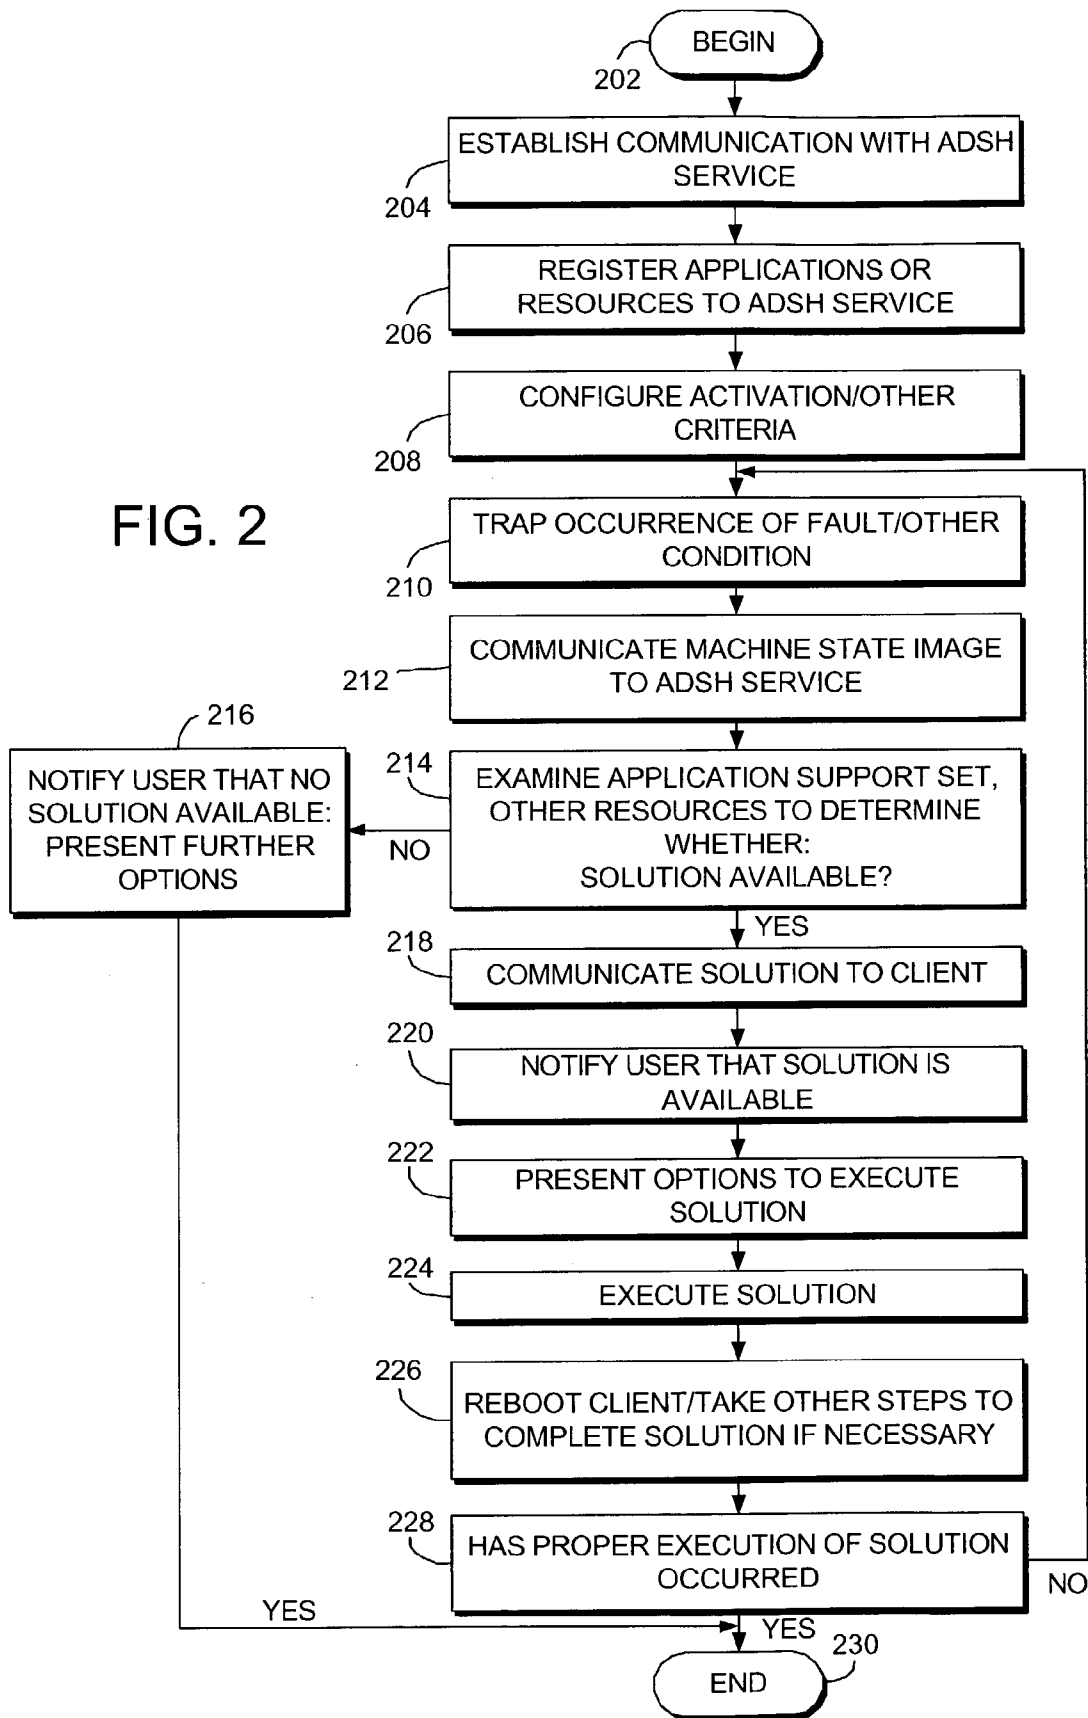 BEGIN
202
ESTABLISH COMMUNICATION WITH ADSH
SERVICE
204
REGISTER APPLICATIONS OR
RESOURCES TO ADSH SERVICE
206
CONFIGURE ACTIVATION/OTHER
CRITERIA
208
FIG. 2
TRAP OCCURRENCE OF FAULT/OTHER
CONDITION
210
COMMUNICATE MACHINE STATE IMAGE
TO ADSH SERVICE
212
216
NOTIFY USER THAT NO
SOLUTION AVAILABLE:
PRESENT FURTHER
OPTIONS
214
EXAMINE APPLICATION SUPPORT SET,
OTHER RESOURCES TO DETERMINE
WHETHER:
SOLUTION AVAILABLE?
NO
YES
218
COMMUNICATE SOLUTION TO CLIENT
220
NOTIFY USER THAT SOLUTION IS
AVAILABLE
222
PRESENT OPTIONS TO EXECUTE
SOLUTION
224
EXECUTE SOLUTION
226
REBOOT CLIENT/TAKE OTHER STEPS TO
COMPLETE SOLUTION IF NECESSARY
228
HAS PROPER EXECUTION OF SOLUTION
OCCURRED
NO
YES
YES
END
230